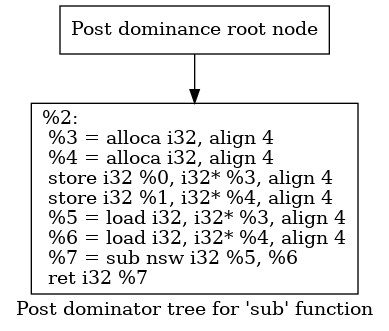 Post dominance root node
%2:
%3 = alloca i32, align 4
%4 = alloca i32, align 4
store i32 %0, i32* %3, align 4
store i32 %1, i32* %4, align 4
%5 = load i32, i32* %3, align 4
%6 = load i32, i32* %4, align 4
%7 = sub nsw i32 %5, %6
ret i32 %7
Post dominator tree for 'sub' function